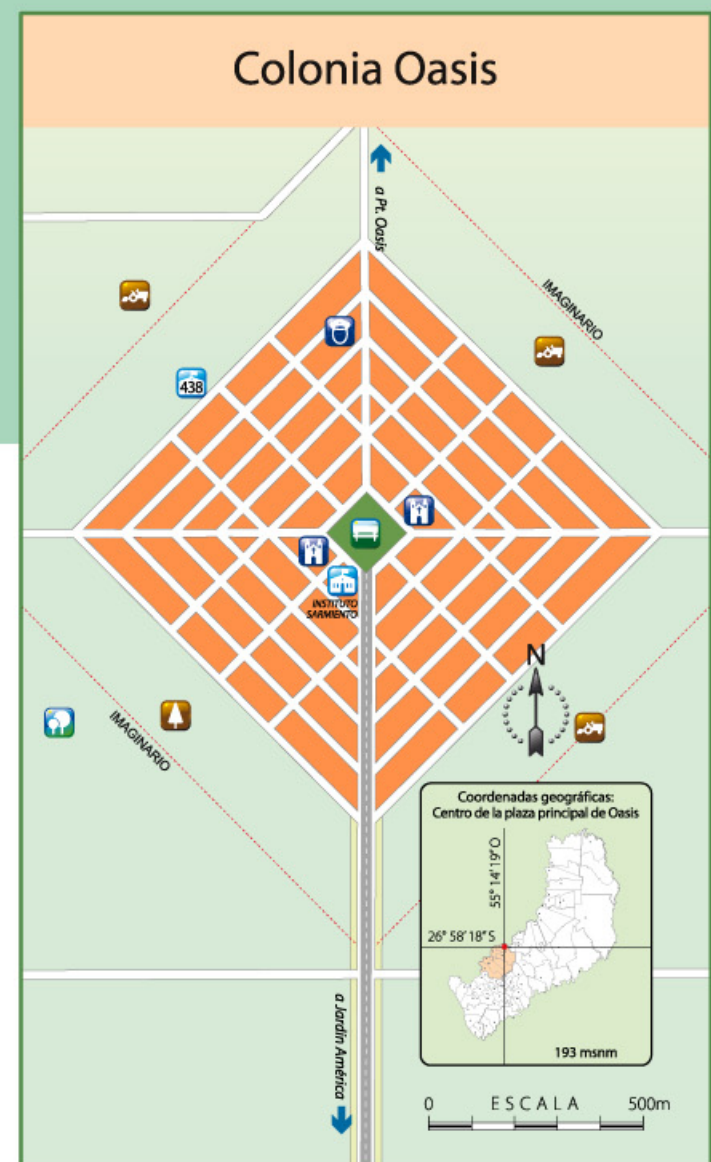 Colonia Oasis
a Pt. Oasis
IMAGINARIO
438
INSTITUTO
SARMIENTO
N
IMAGINARIO
Coordenadas geográficas:
Centro de la plaza principal de Oasis
55° 14' 19" O
26° 58' 18" S
193 msnm
a Jardín América
0 ESCALA 500m